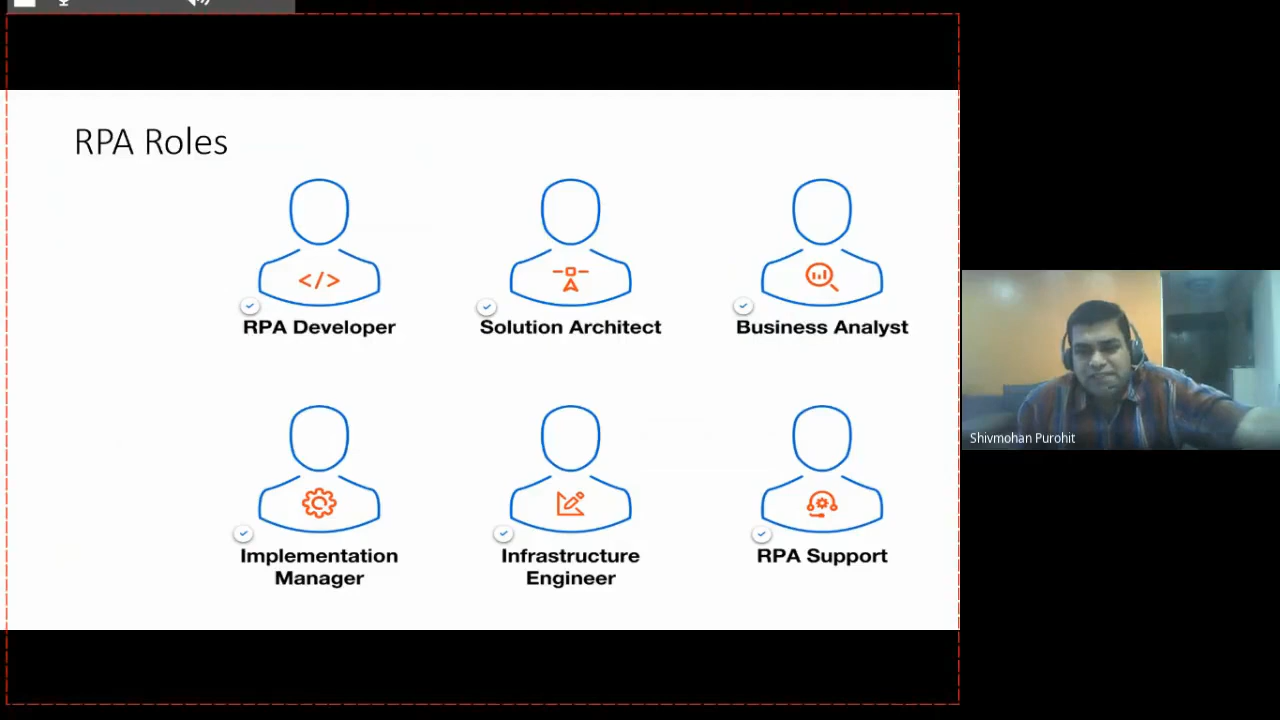 RPA Roles
</>
RPA Developer
Solution Architect
Business Analyst
Implementation
Manager
Infrastructure
Engineer
RPA Support
Shivmohan Purohit